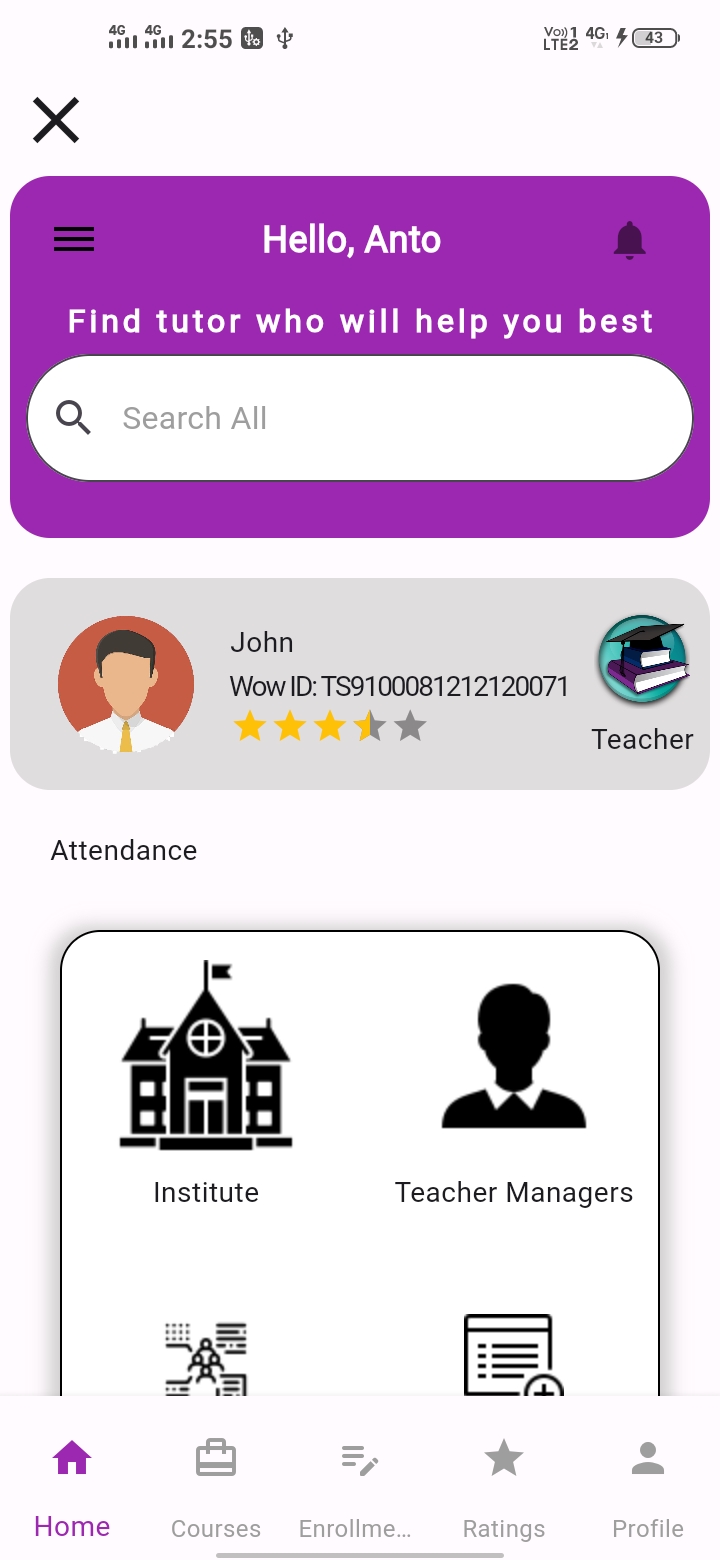 4G 4G 2:55 Vo)) 1 LTE2 4G 43
Hello, Anto
Find tutor who will help you best
Search All
John
Wow ID: TS9100081212120071
Teacher
Attendance
Institute Teacher Managers
Home Courses Enrollme... Ratings Profile